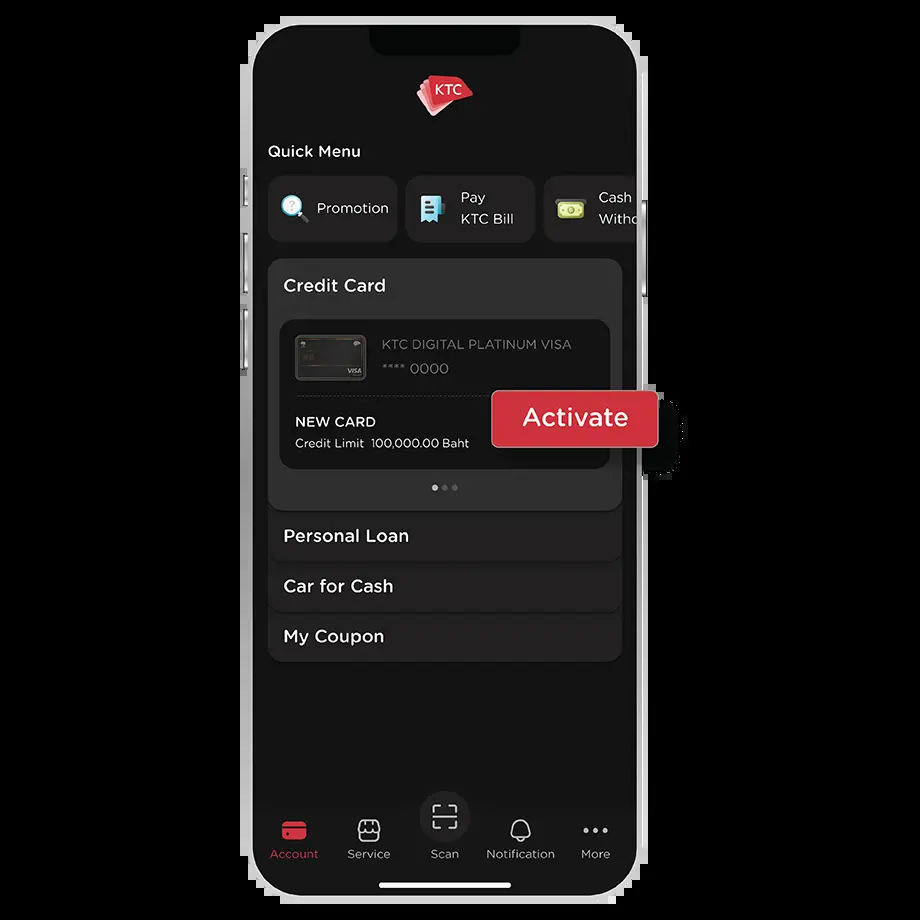 KTC
Quick Menu
Promotion
Pay
KTC Bill
Cash
Credit Card
KTC DIGITAL PLATINUM VISA
**** 0000
VISA
NEW CARD
Credit Limit 100,000.00 Baht
Activate
Personal Loan
Car for Cash
My Coupon
Account
Service
Scan
Notification
More